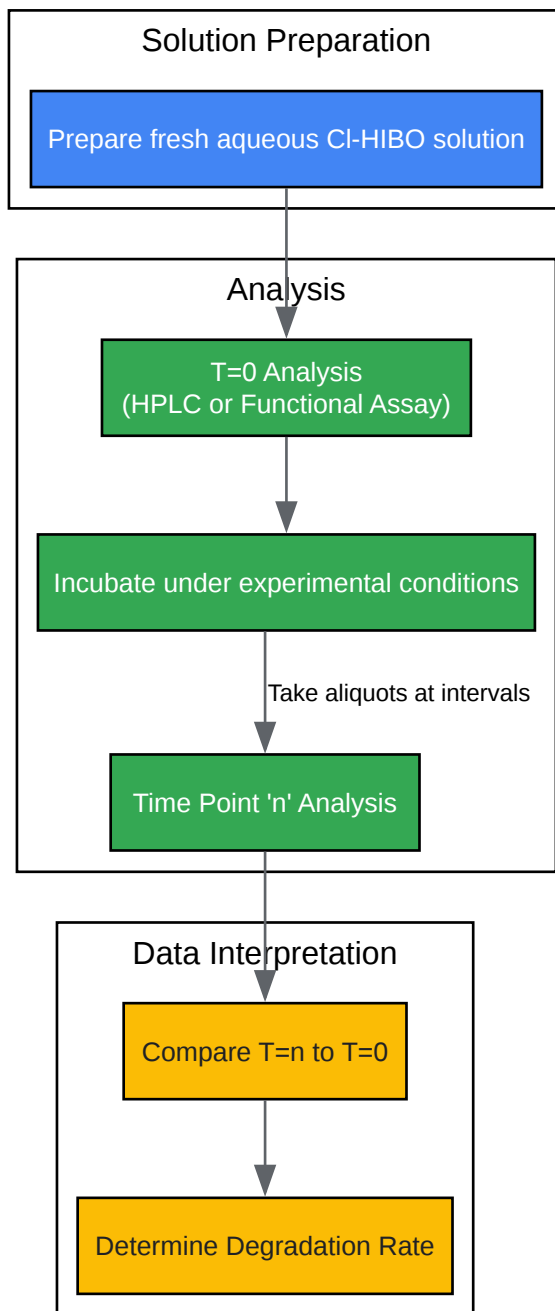 Solution Preparation
Prepare fresh aqueous Cl-HIBO solution
Analysis
T=0 Analysis
(HPLC or Functional Assay)
Incubate under experimental conditions
Take aliquots at intervals
Time Point 'n' Analysis
Data Interpretation
Compare T=n to T=0
Determine Degradation Rate